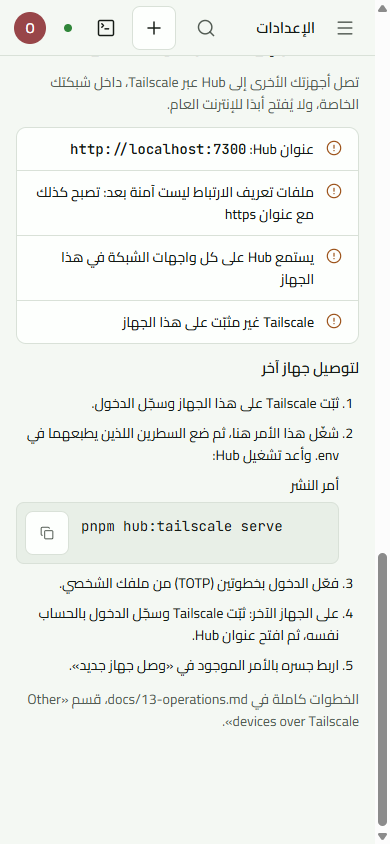 الإعدادات
O
تصل أجهزتك الأخرى إلى Hub عبر Tailscale، داخل شبكتك
الخاصة، ولا يُفتح أبدًا للإنترنت العام.
عنوان Hub: http://localhost:7300
ملفات تعريف الارتباط ليست آمنة بعد: تصبح كذلك
مع عنوان https
يستمع Hub على كل واجهات الشبكة في هذا
الجهاز
Tailscale غير مثبّت على هذا الجهاز
لتوصيل جهاز آخر
1. ثبّت Tailscale على هذا الجهاز وسجّل الدخول.
2. شغّل هذا الأمر هنا، ثم ضع السطرين اللذين يطبعهما في
.env وأعد تشغيل Hub:
أمر النشر
pnpm hub:tailscale serve
3. فعّل الدخول بخطوتين (TOTP) من ملفك الشخصي.
4. على الجهاز الآخر: ثبّت Tailscale وسجّل الدخول بالحساب
نفسه، ثم افتح عنوان Hub.
5. اربط جسره بالأمر الموجود في «وصل جهاز جديد».
الخطوات كاملة في docs/13-operations.md، قسم «Other
devices over Tailscale».